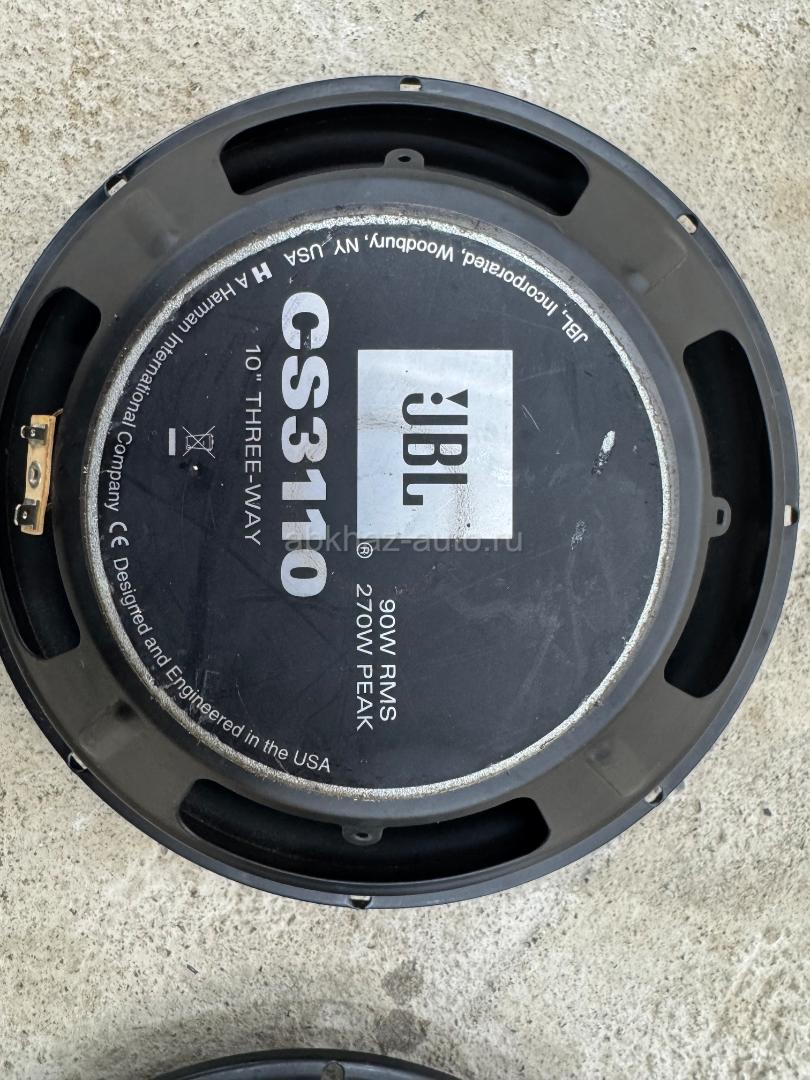 JBL, Incorporated, Woodbury, NY USA H A Harman International Company CE Designed and Engineered in the USA
JBL®
90W RMS
270W PEAK
CS3110
10" THREE-WAY
abkhaz-auto.ru